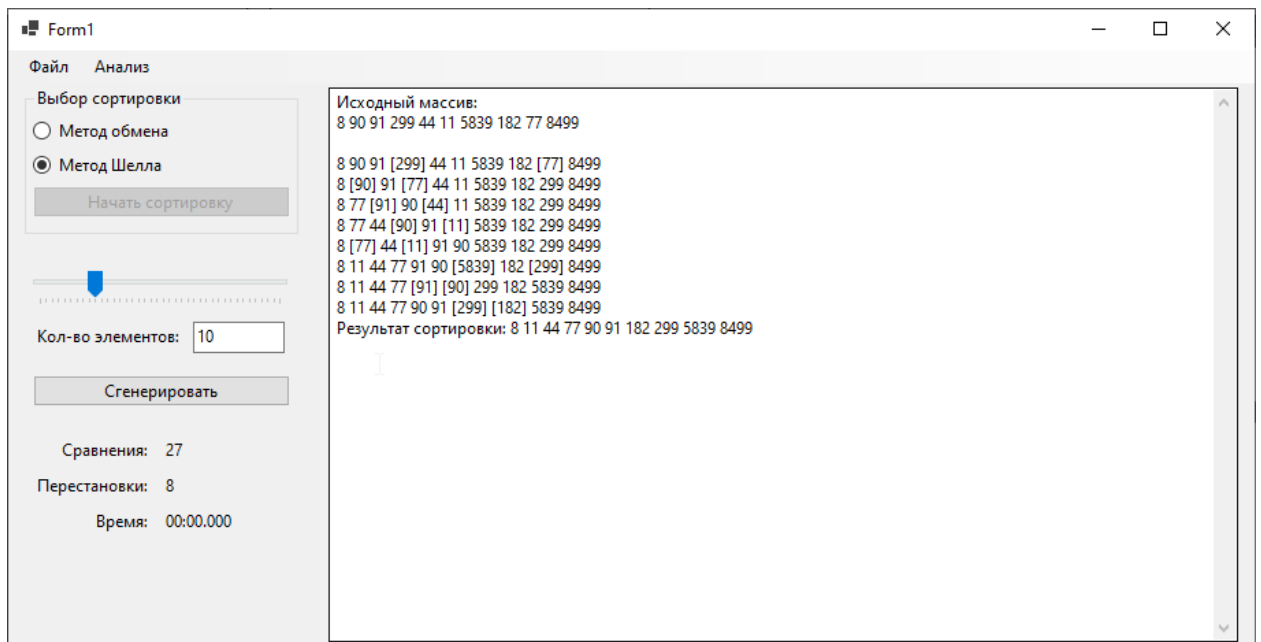 Form1
Файл Анализ
Выбор сортировки
Метод обмена
Метод Шелла
Начать сортировку
Кол-во элементов: 10
Сгенерировать
Сравнения: 27
Перестановки: 8
Время: 00:00.000
Исходный массив:
8 90 91 299 44 11 5839 182 77 8499
8 90 91 [299] 44 11 5839 182 [77] 8499
8 [90] 91 [77] 44 11 5839 182 299 8499
8 77 [91] 90 [44] 11 5839 182 299 8499
8 77 44 [90] 91 [11] 5839 182 299 8499
8 [77] 44 [11] 91 90 5839 182 299 8499
8 11 44 77 91 90 [5839] 182 [299] 8499
8 11 44 77 [91] [90] 299 182 5839 8499
8 11 44 77 90 91 [299] [182] 5839 8499
Результат сортировки: 8 11 44 77 90 91 182 299 5839 8499